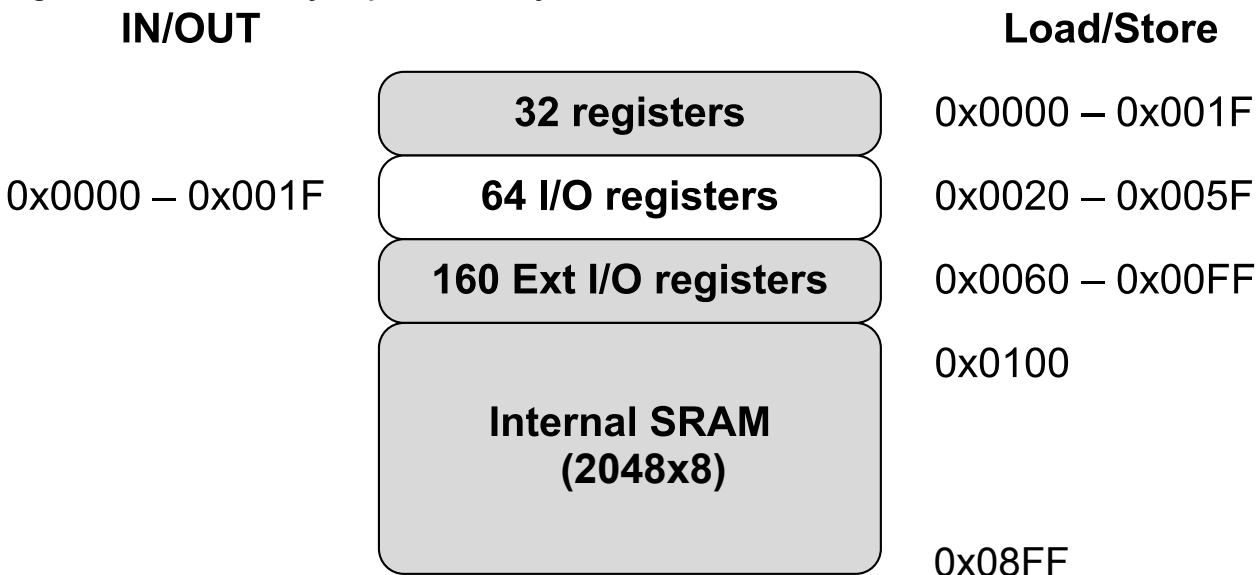 IN/OUT Load/Store
32 registers 0x0000 – 0x001F
0x0000 – 0x001F 64 I/O registers 0x0020 – 0x005F
160 Ext I/O registers 0x0060 – 0x00FF
0x0100
Internal SRAM
(2048x8)
0x08FF